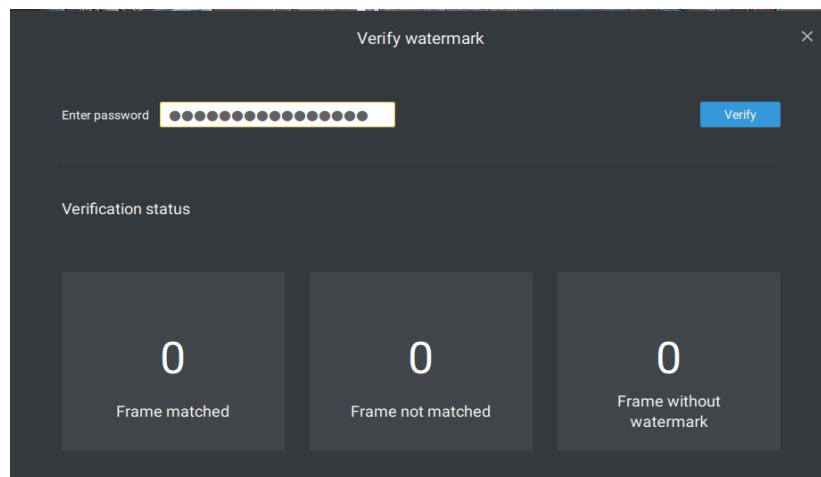 Verify watermark
Enter password ●●●●●●●●●●●●●●●● Verify
Verification status
0 0 0
Frame matched Frame not matched Frame without
watermark